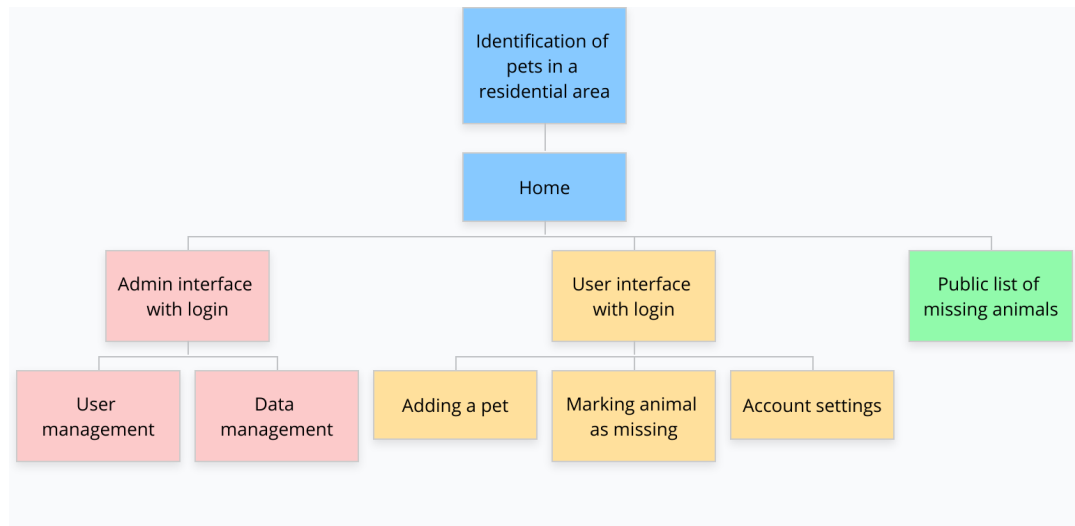 Identification of
pets in a
residential area
Home
Admin interface
with login
User interface
with login
Public list of
missing animals
User
management
Data
management
Adding a pet
Marking animal
as missing
Account settings